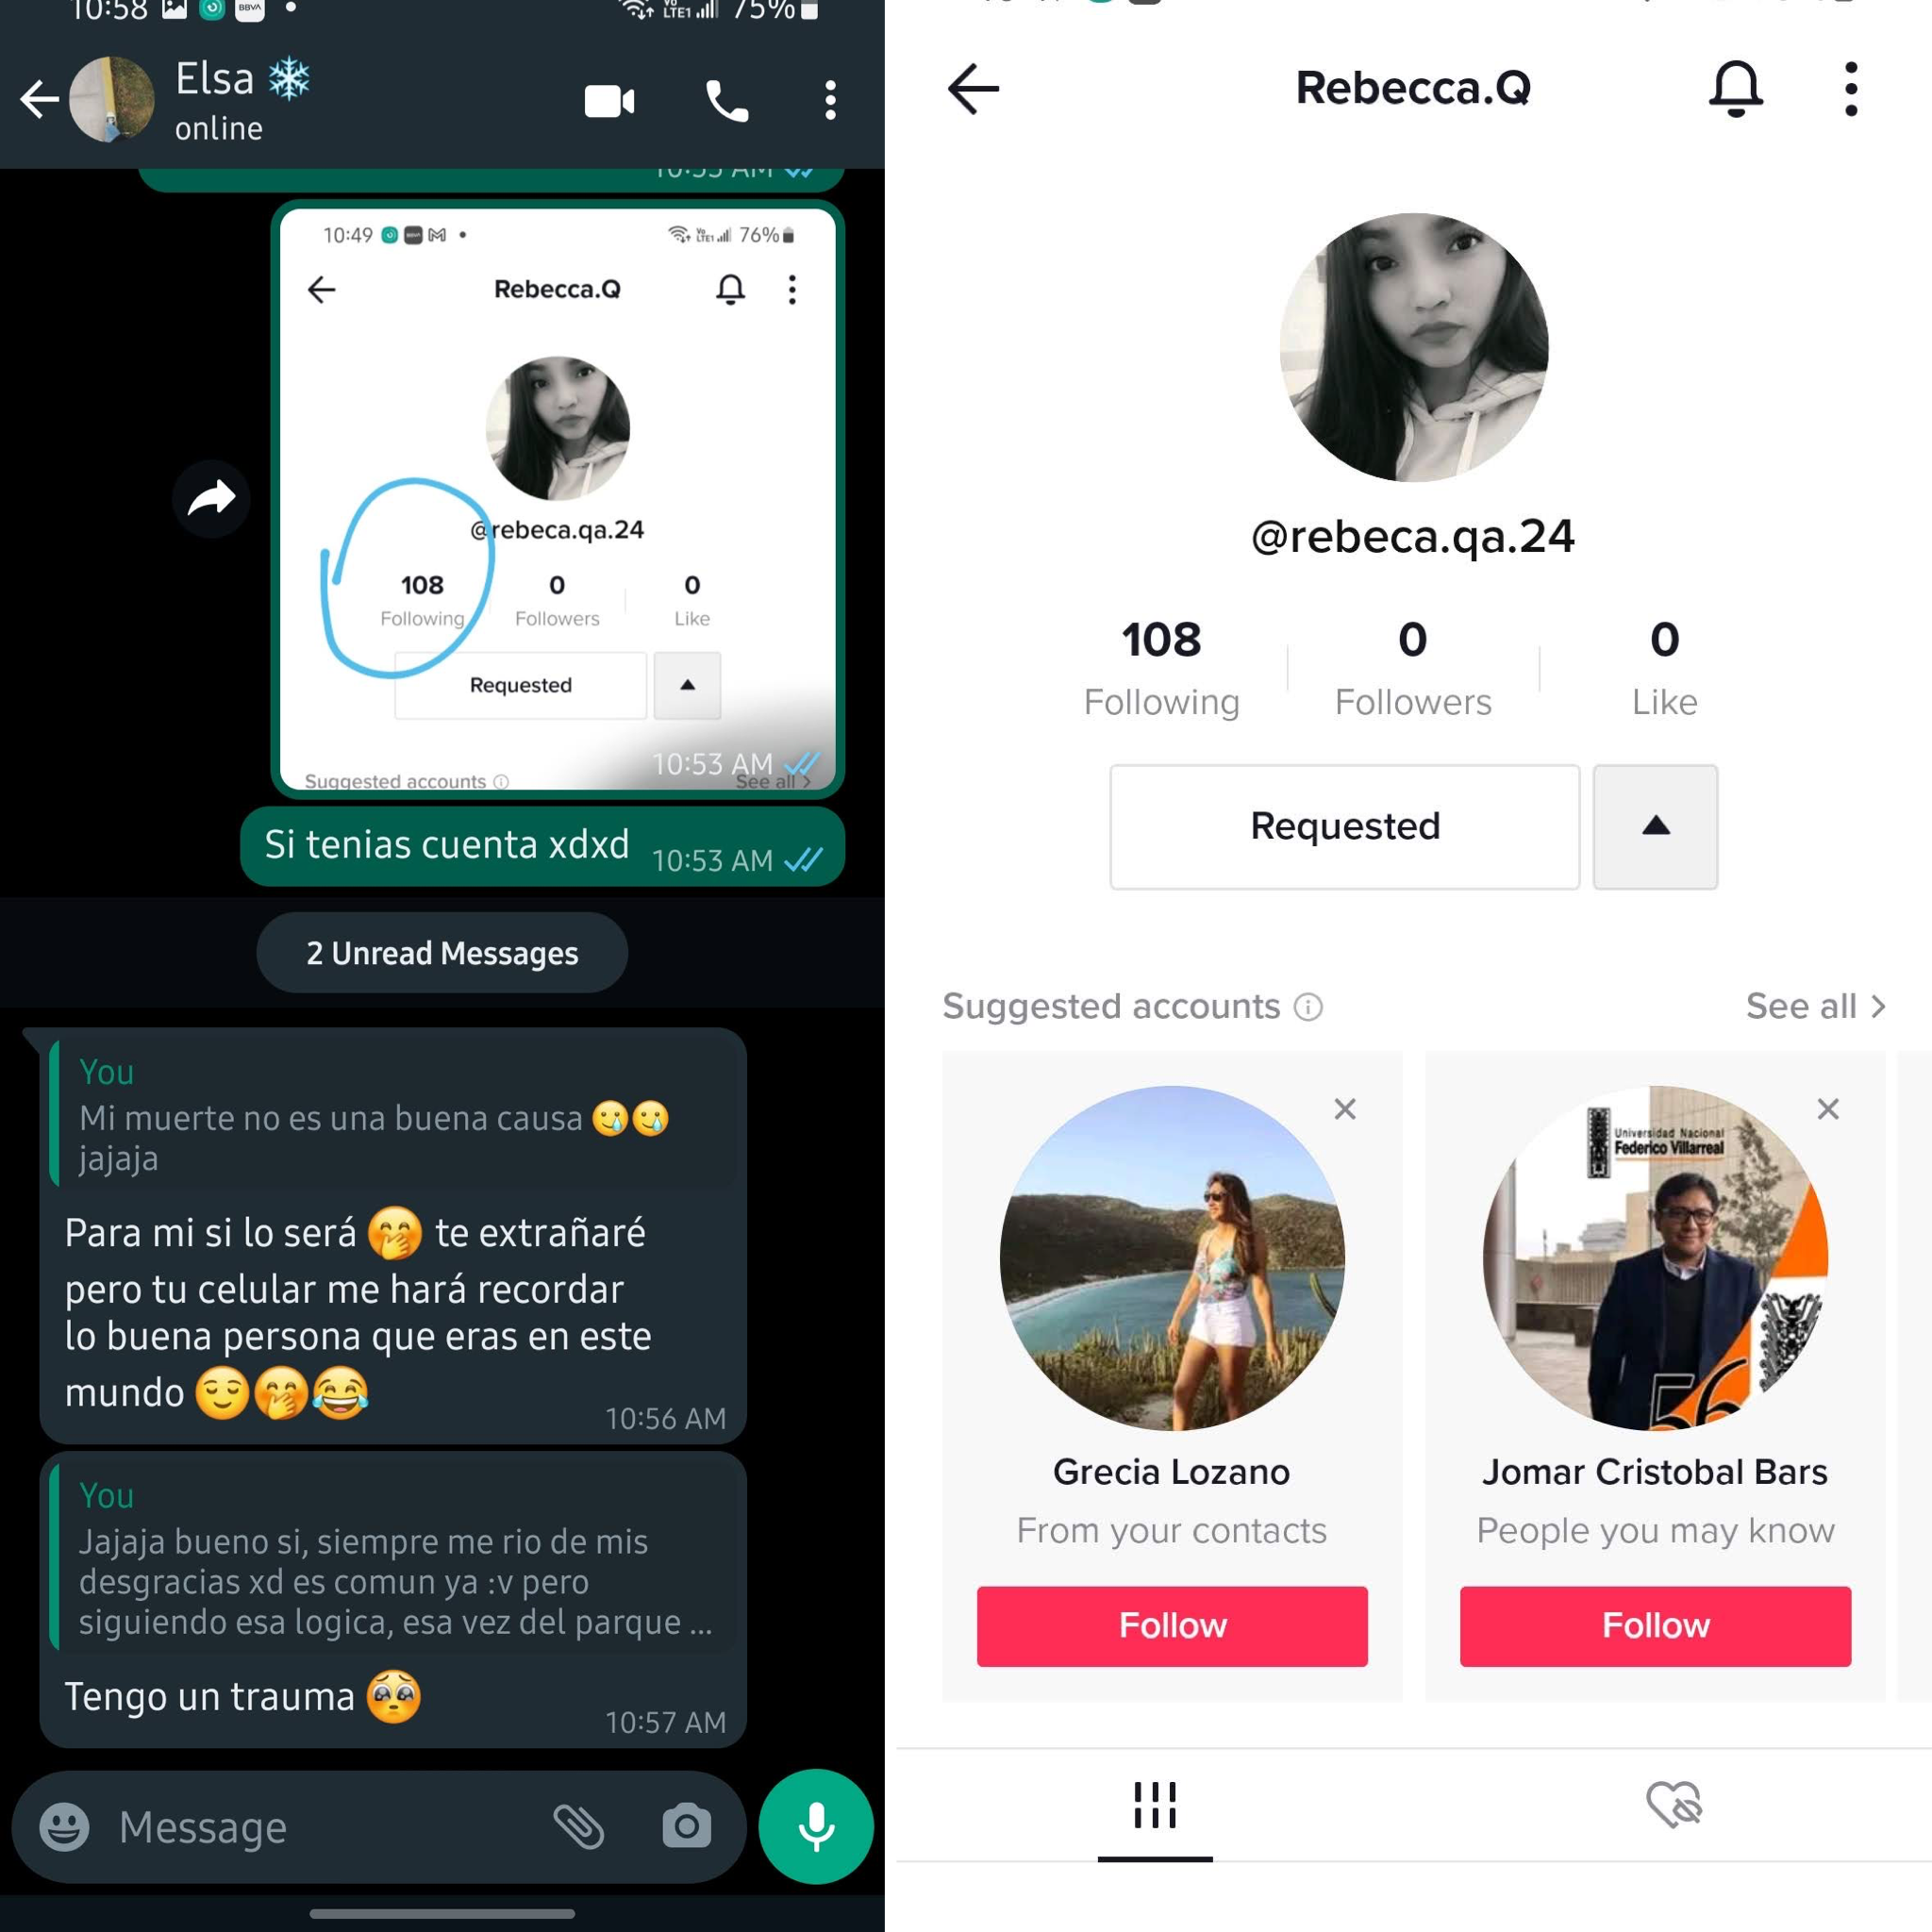 10:58 BBVA Vo LTE1 75%
Elsa ❄️
online
10:53 AM
10:49 76%
Rebecca.Q
@rebeca.qa.24
108 0 0
Following Followers Like
Requested
10:53 AM
Suggested accounts See all >
Si tenias cuenta xdxd 10:53 AM
2 Unread Messages
You
Mi muerte no es una buena causa 🥲🥲
jajaja
Para mi si lo será 🤭 te extrañaré
pero tu celular me hará recordar
lo buena persona que eras en este
mundo 😌🤭😂
10:56 AM
You
Jajaja bueno si, siempre me rio de mis
desgracias xd es comun ya :v pero
siguiendo esa logica, esa vez del parque ...
Tengo un trauma 🥺
10:57 AM
Message
Rebecca.Q
@rebeca.qa.24
108 0 0
Following Followers Like
Requested
Suggested accounts See all >
Universidad Nacional
Federico Villarreal
56
Grecia Lozano
From your contacts
Follow
Jomar Cristobal Bars
People you may know
Follow